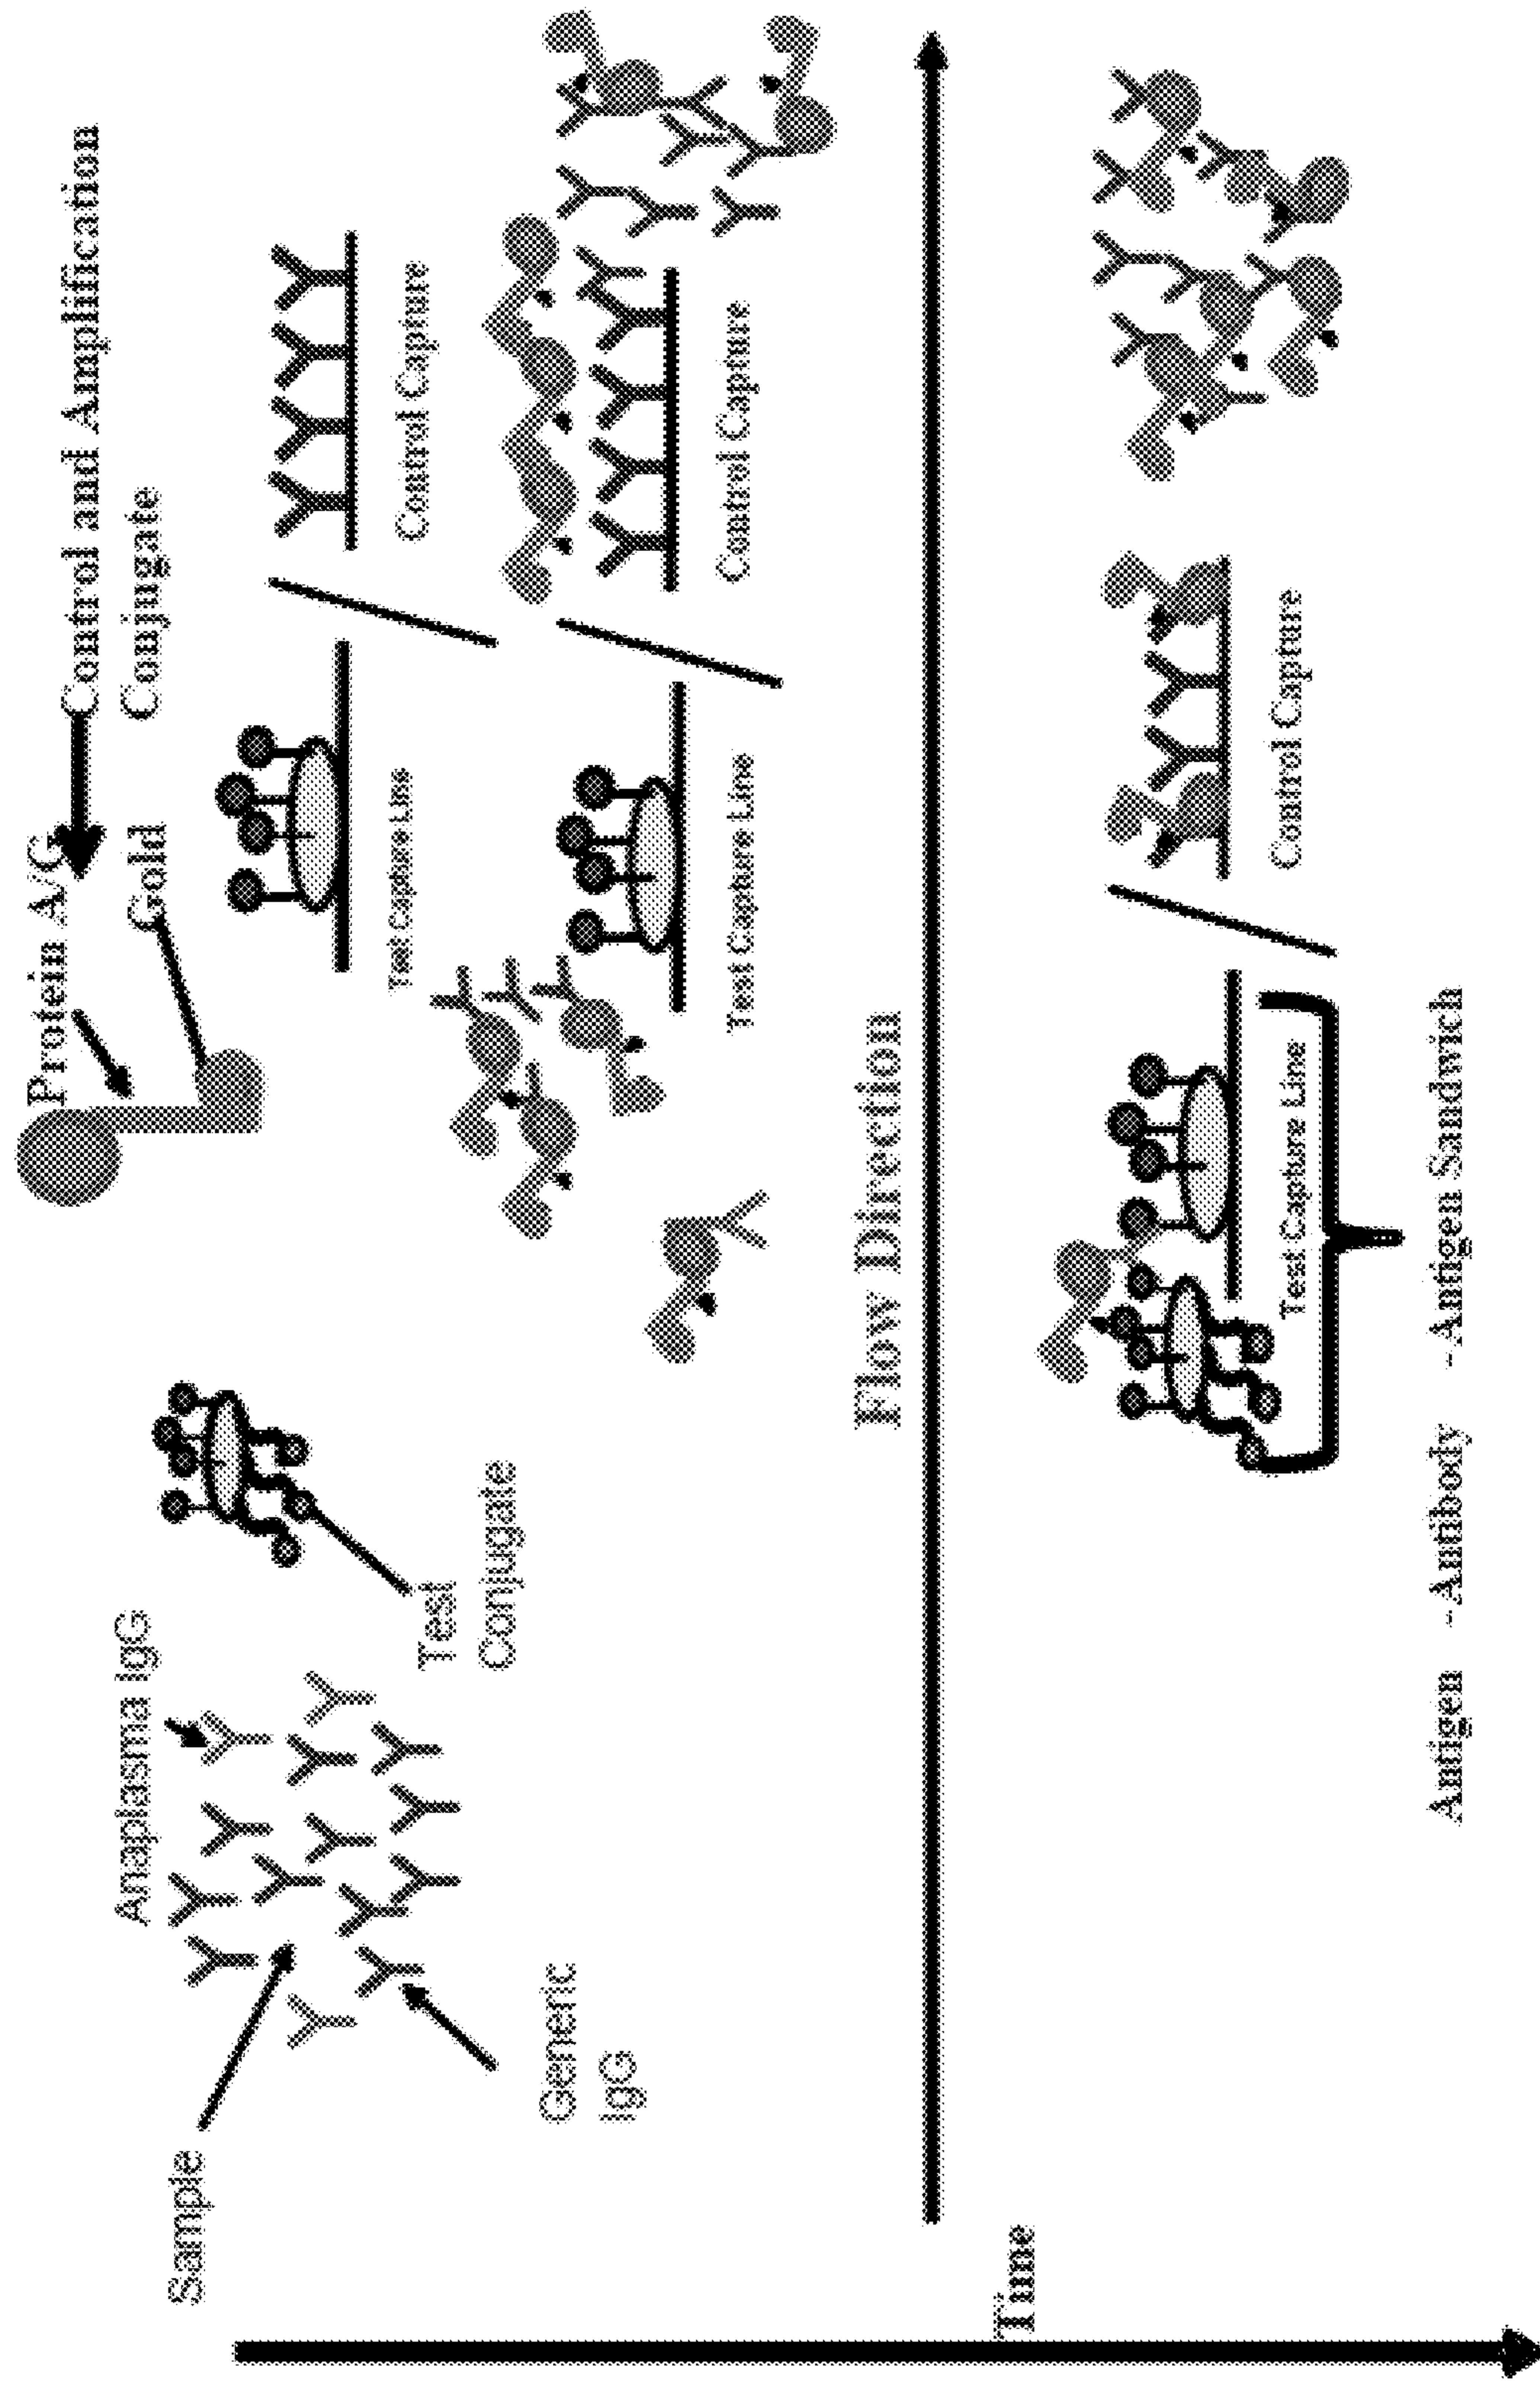 Control and Amplification
Conjugate
Protein A/G
Gold
Anaplasma IgG
Sample
Test
Conjugate
Generic
IgG
Test Capture Line
Control Capture
Test Capture Line
Control Capture
Flow Direction
Time
Test Capture Line
Control Capture
Antigen -Antibody -Antigen Sandwich